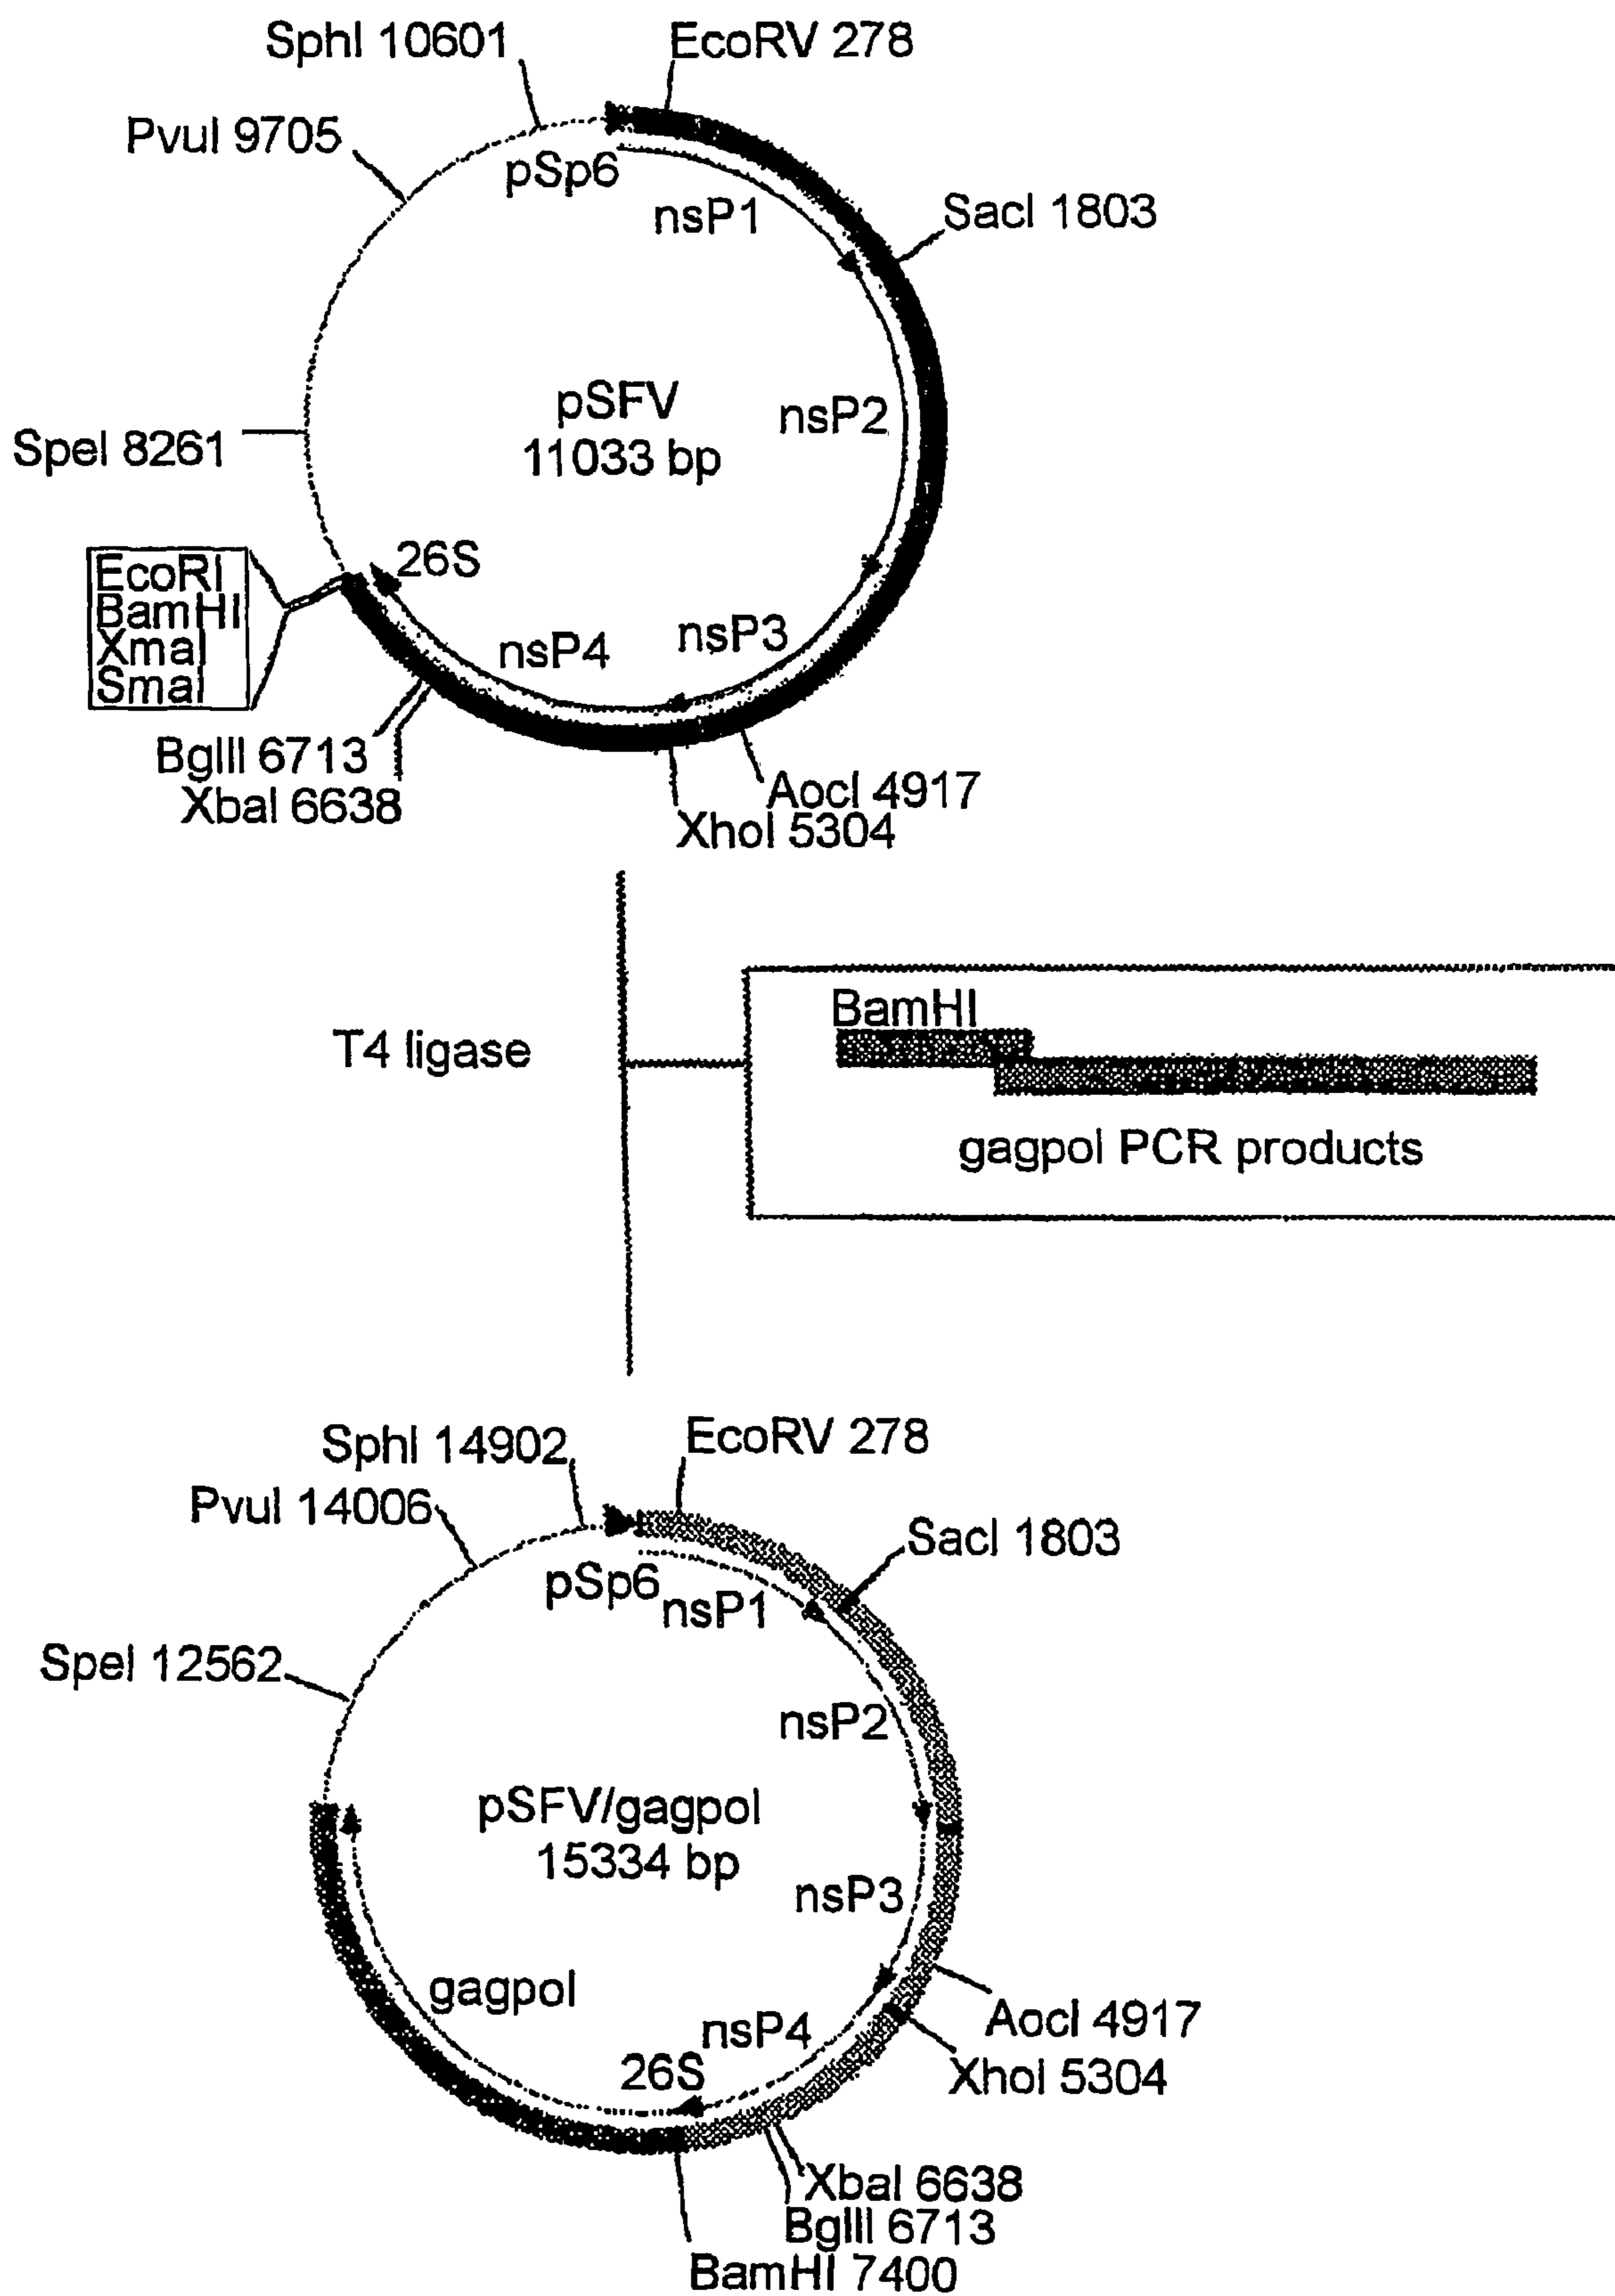 SphI 10601
EcoRV 278
PvuI 9705
pSp6
nsP1
SacI 1803
pSFV
11033 bp
nsP2
SpeI 8261
26S
EcoRI
BamHI
XmaI
SmaI
nsP3
nsP4
BglII 6713
XbaI 6638
AocI 4917
XhoI 5304
T4 ligase
BamHI
gagpol PCR products
SphI 14902
EcoRV 278
PvuI 14006
SacI 1803
pSp6
nsP1
SpeI 12562
nsP2
pSFV/gagpol
15334 bp
nsP3
gagpol
nsP4
26S
AocI 4917
XhoI 5304
XbaI 6638
BglII 6713
BamHI 7400